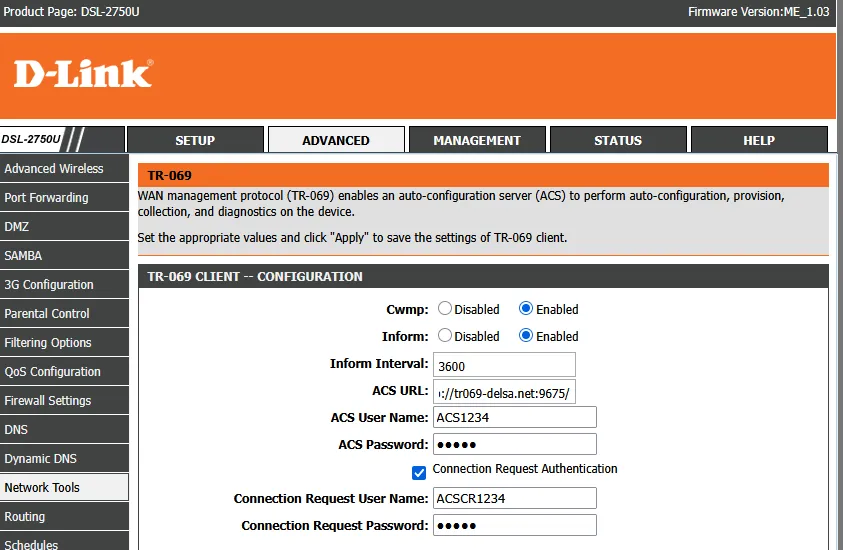 Product Page: DSL-2750U
Firmware Version:ME_1.03
D-Link®
DSL-2750U
SETUP
ADVANCED
MANAGEMENT
STATUS
HELP
Advanced Wireless
Port Forwarding
DMZ
SAMBA
3G Configuration
Parental Control
Filtering Options
QoS Configuration
Firewall Settings
DNS
Dynamic DNS
Network Tools
Routing
Schedules
TR-069
WAN management protocol (TR-069) enables an auto-configuration server (ACS) to perform auto-configuration, provision,
collection, and diagnostics on the device.
Set the appropriate values and click "Apply" to save the settings of TR-069 client.
TR-069 CLIENT -- CONFIGURATION
Cwmp: Disabled Enabled
Inform: Disabled Enabled
Inform Interval: 3600
ACS URL: ://tr069-delsa.net:9675/
ACS User Name: ACS1234
ACS Password: •••••
Connection Request Authentication
Connection Request User Name: ACSCR1234
Connection Request Password: •••••